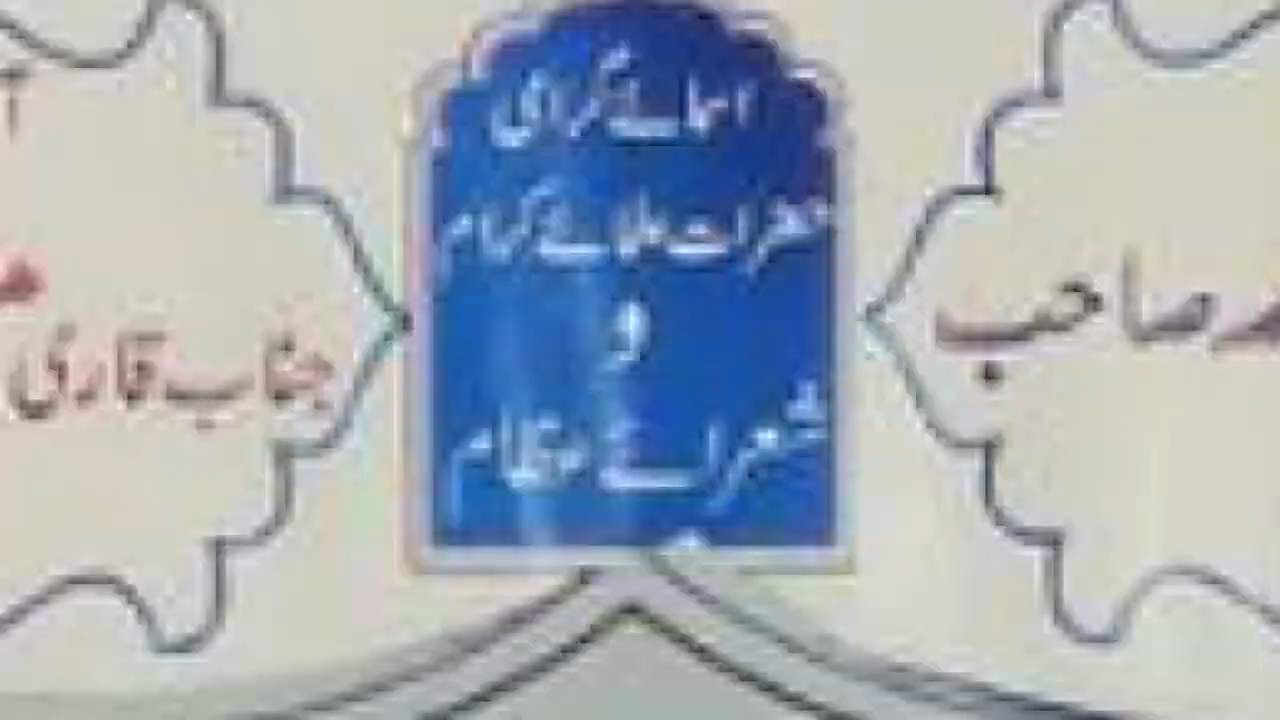 اسمائے گرامی
حضرات علمائے کرام
و
شعرائے عظام
صاحب
جناب قاری